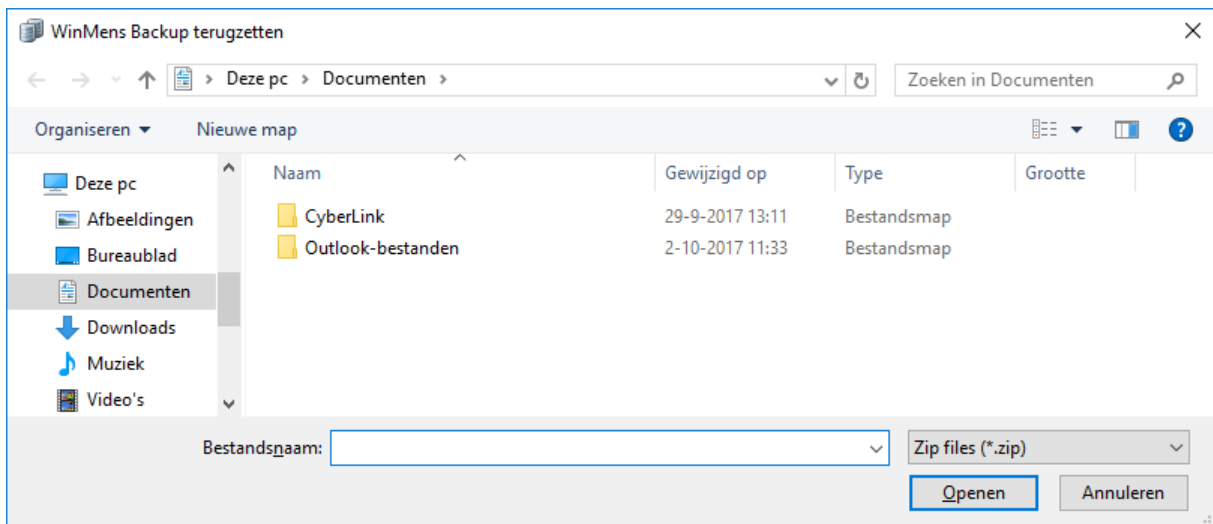 WinMens Backup terugzetten
Deze pc > Documenten >
Zoeken in Documenten
Organiseren
Nieuwe map
Naam
Gewijzigd op
Type
Grootte
Deze pc
Afbeeldingen
Bureaublad
Documenten
Downloads
Muziek
Video's
CyberLink 29-9-2017 13:11 Bestandsmap
Outlook-bestanden 2-10-2017 11:33 Bestandsmap
Bestandsnaam:
Zip files (*.zip)
Openen
Annuleren